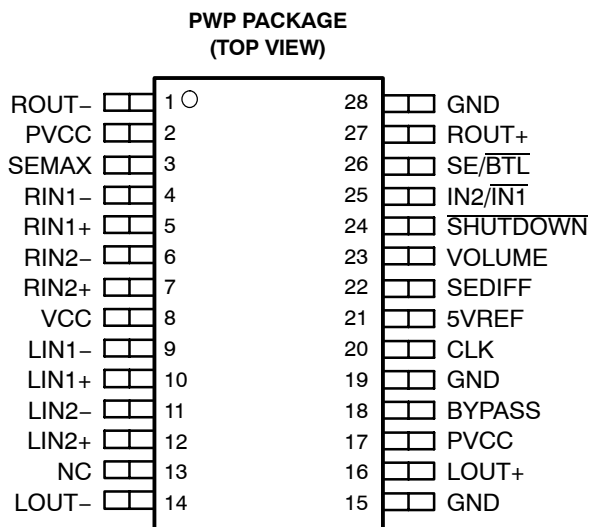 PWP PACKAGE
(TOP VIEW)
ROUT− 1 28 GND
PVCC 2 27 ROUT+
SEMAX 3 26 SE/B̅T̅L̅
RIN1− 4 25 IN2/I̅N̅1̅
RIN1+ 5 24 S̅H̅U̅T̅D̅O̅W̅N̅
RIN2− 6 23 VOLUME
RIN2+ 7 22 SEDIFF
VCC 8 21 5VREF
LIN1− 9 20 CLK
LIN1+ 10 19 GND
LIN2− 11 18 BYPASS
LIN2+ 12 17 PVCC
NC 13 16 LOUT+
LOUT− 14 15 GND